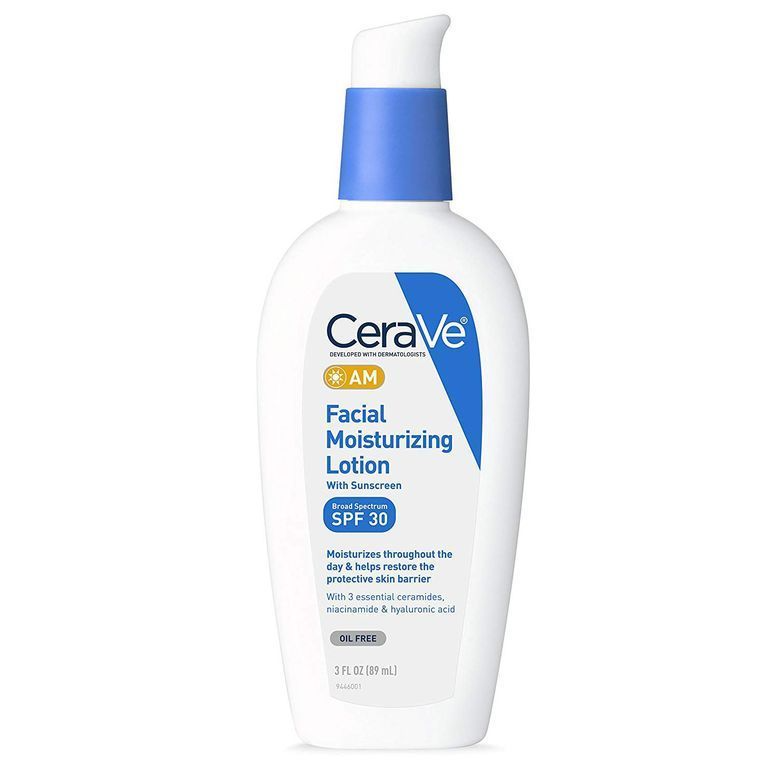 CeraVe®
DEVELOPED WITH DERMATOLOGISTS
AM
Facial
Moisturizing
Lotion
With Sunscreen
Broad Spectrum
SPF 30
Moisturizes throughout the
day & helps restore the
protective skin barrier
With 3 essential ceramides,
niacinamide & hyaluronic acid
OIL FREE
3 FL OZ (89 mL)
9446001